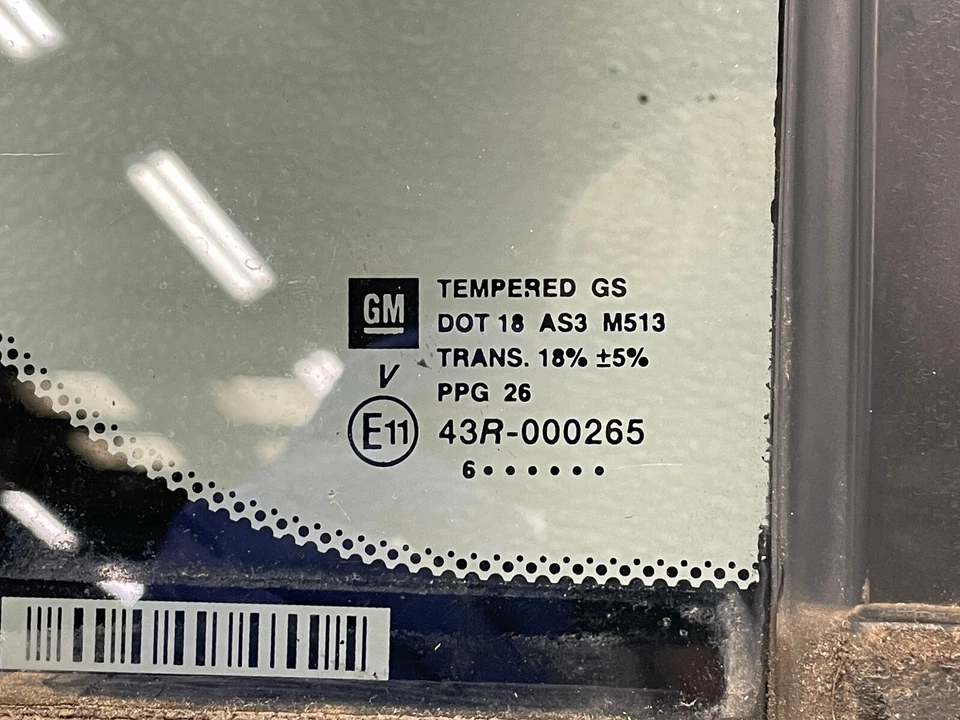 GM
TEMPERED GS
DOT 18 AS3 M513
TRANS. 18% ±5%
V
PPG 26
E11
43R-000265
6••••••